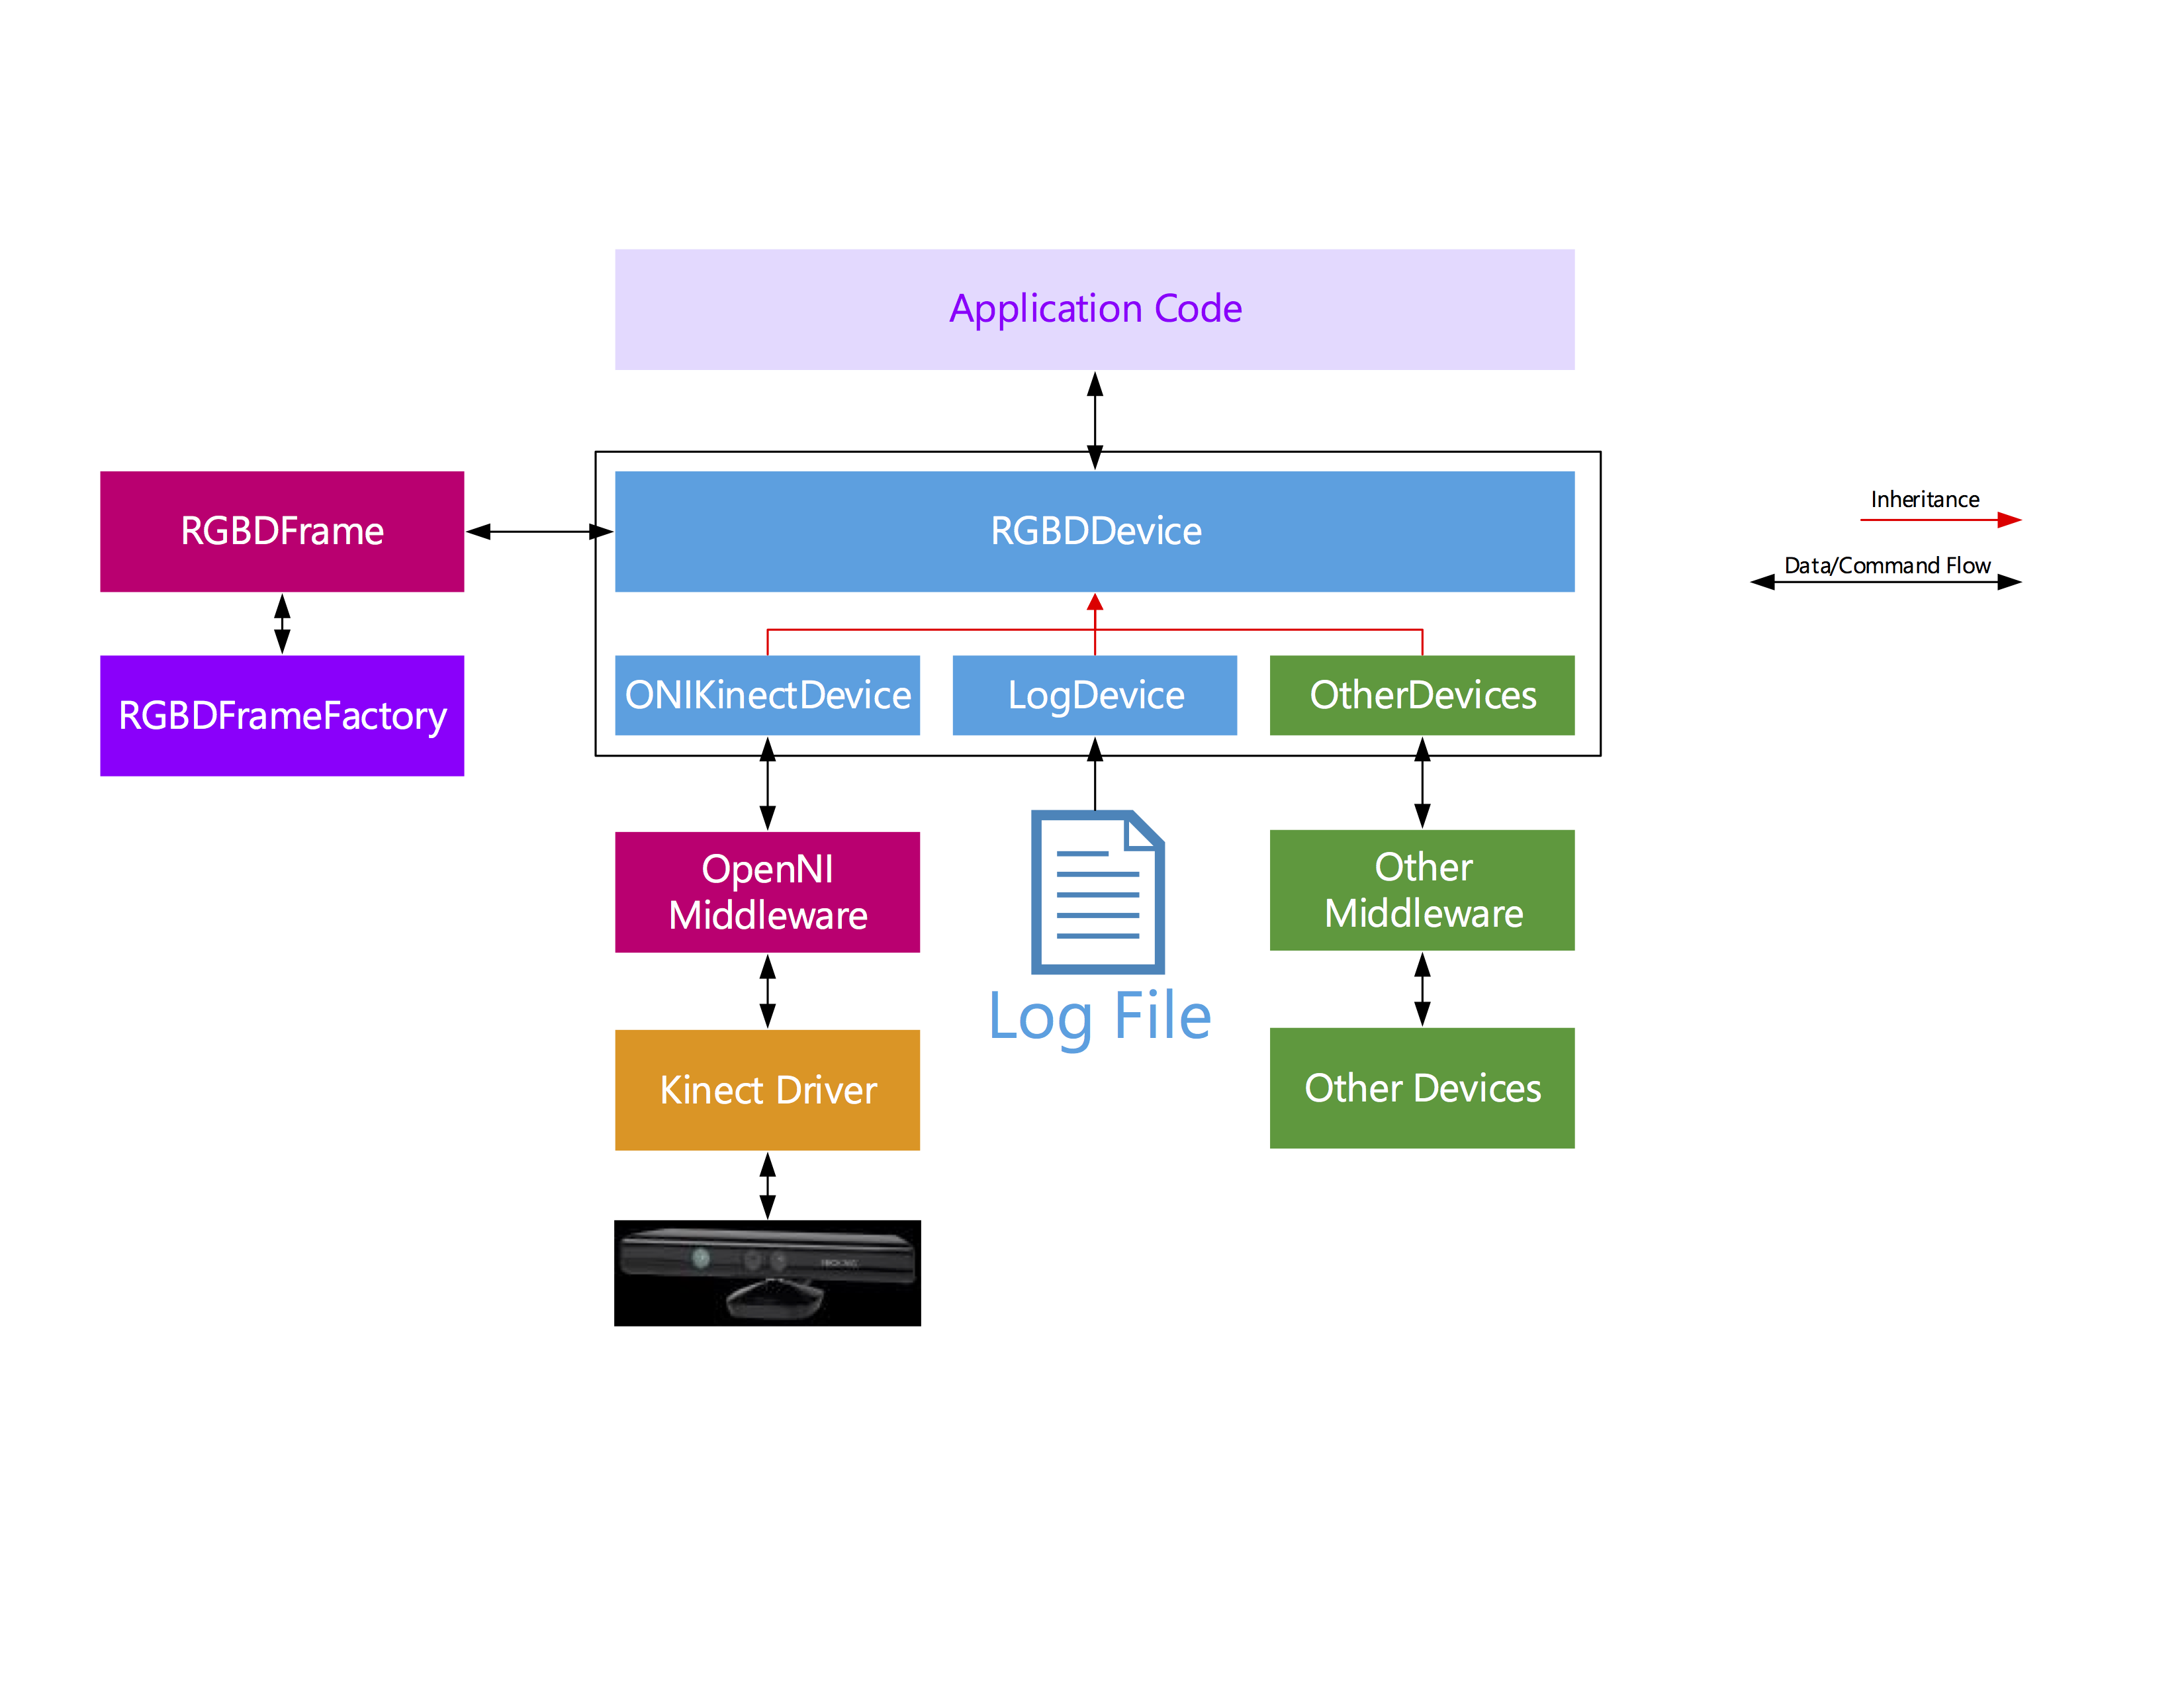 Application Code
RGBDFrame
RGBDDevice
Inheritance
Data/Command Flow
RGBDFrameFactory
ONIKinectDevice
LogDevice
OtherDevices
OpenNI
Middleware
Other
Middleware
Log File
Kinect Driver
Other Devices
XBOX360